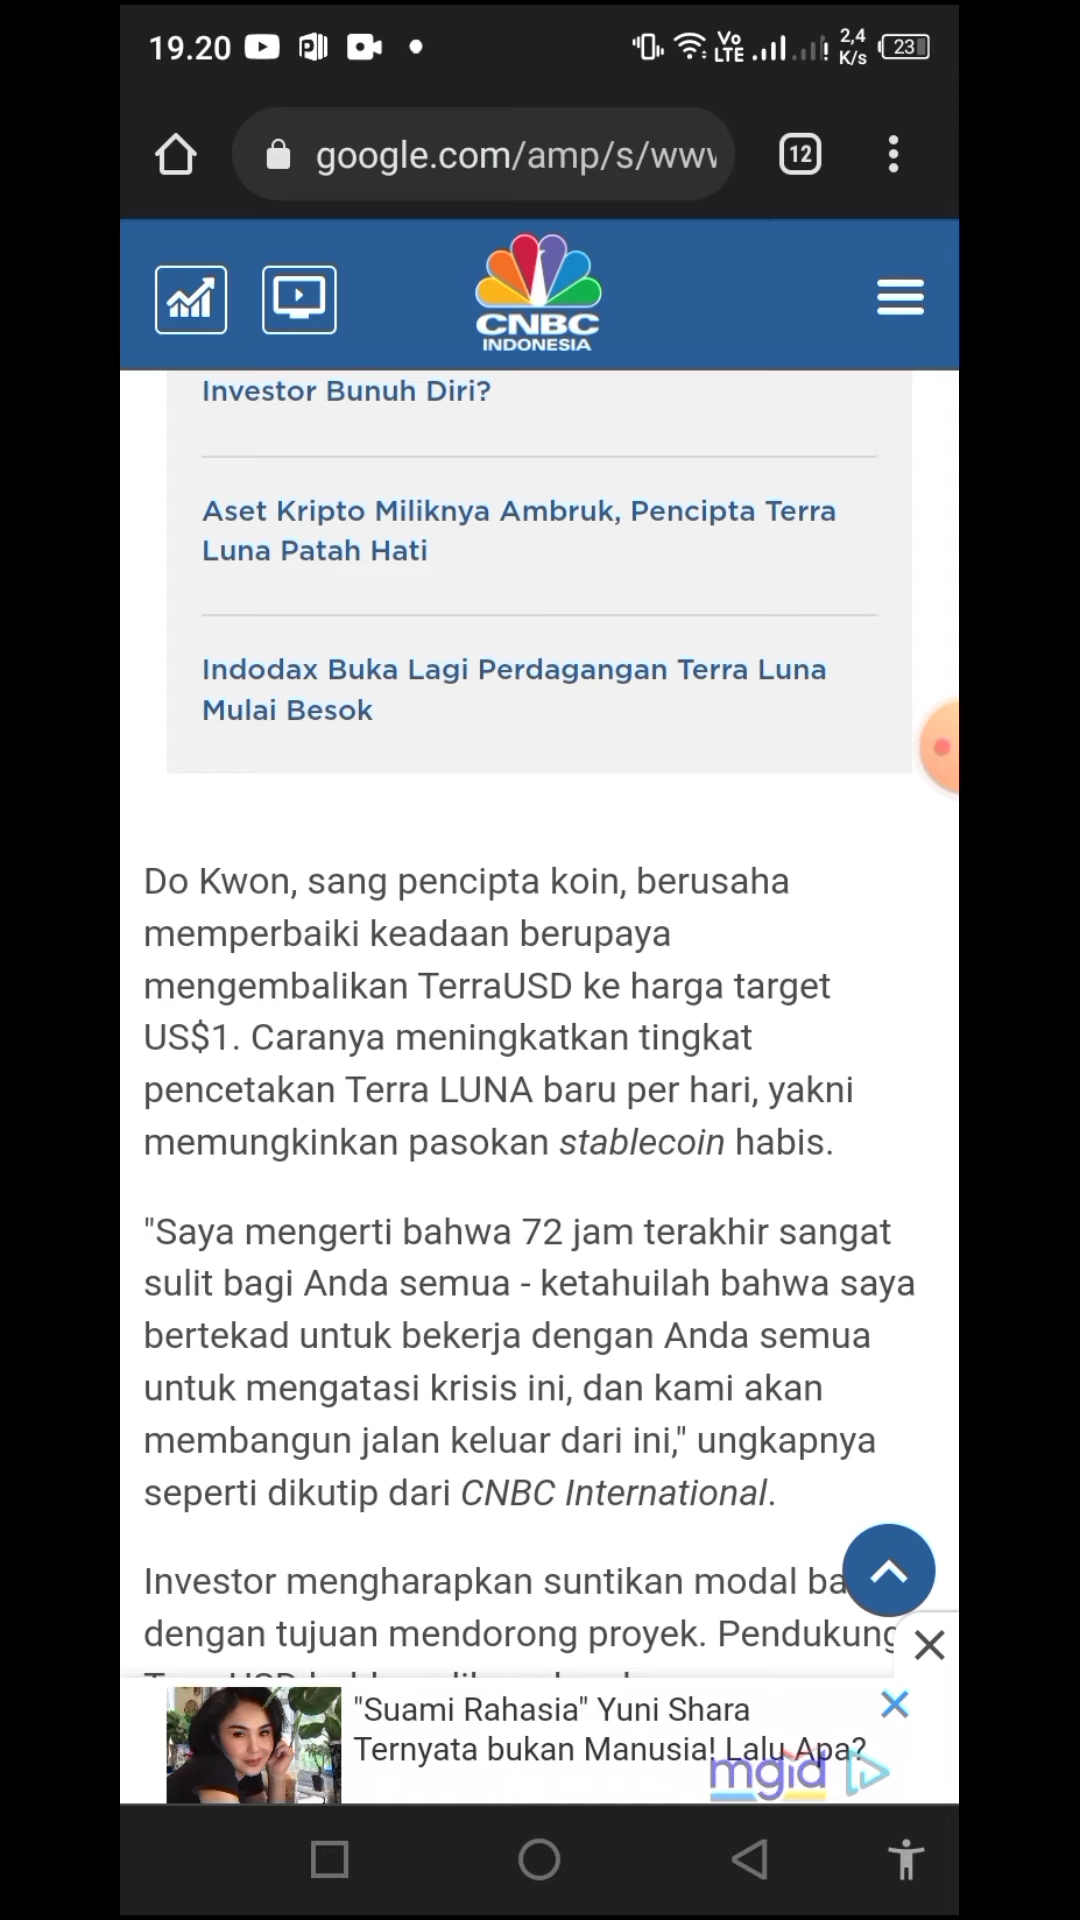 19.20
Vo
LTE
2,4
K/s
23
google.com/amp/s/www
12
CNBC
INDONESIA
Investor Bunuh Diri?
Aset Kripto Miliknya Ambruk, Pencipta Terra
Luna Patah Hati
Indodax Buka Lagi Perdagangan Terra Luna
Mulai Besok
Do Kwon, sang pencipta koin, berusaha
memperbaiki keadaan berupaya
mengembalikan TerraUSD ke harga target
US$1. Caranya meningkatkan tingkat
pencetakan Terra LUNA baru per hari, yakni
memungkinkan pasokan stablecoin habis.
"Saya mengerti bahwa 72 jam terakhir sangat
sulit bagi Anda semua - ketahuilah bahwa saya
bertekad untuk bekerja dengan Anda semua
untuk mengatasi krisis ini, dan kami akan
membangun jalan keluar dari ini," ungkapnya
seperti dikutip dari CNBC International.
Investor mengharapkan suntikan modal
dengan tujuan mendorong proyek. Pendukung
"Suami Rahasia" Yuni Shara
Ternyata bukan Manusia! Lalu Apa?
mgid